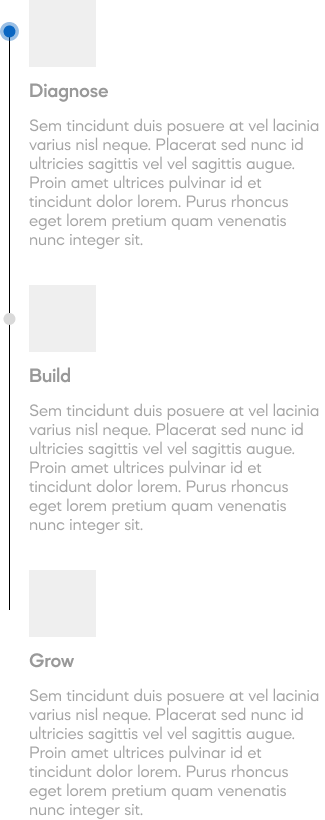 Diagnose
Sem tincidunt duis posuere at vel lacinia
varius nisl neque. Placerat sed nunc id
ultricies sagittis vel vel sagittis augue.
Proin amet ultrices pulvinar id et
tincidunt dolor lorem. Purus rhoncus
eget lorem pretium quam venenatis
nunc integer sit.
Build
Sem tincidunt duis posuere at vel lacinia
varius nisl neque. Placerat sed nunc id
ultricies sagittis vel vel sagittis augue.
Proin amet ultrices pulvinar id et
tincidunt dolor lorem. Purus rhoncus
eget lorem pretium quam venenatis
nunc integer sit.
Grow
Sem tincidunt duis posuere at vel lacinia
varius nisl neque. Placerat sed nunc id
ultricies sagittis vel vel sagittis augue.
Proin amet ultrices pulvinar id et
tincidunt dolor lorem. Purus rhoncus
eget lorem pretium quam venenatis
nunc integer sit.